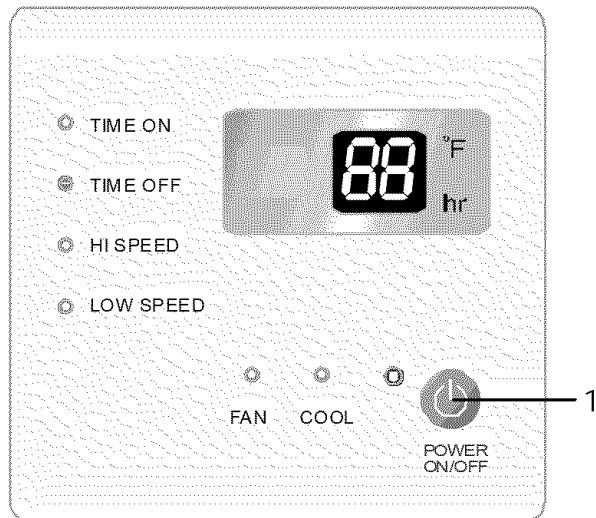 TIME ON
88 °F
TIME OFF
hr
HI SPEED
LOW SPEED
FAN COOL
1
POWER
ON/OFF